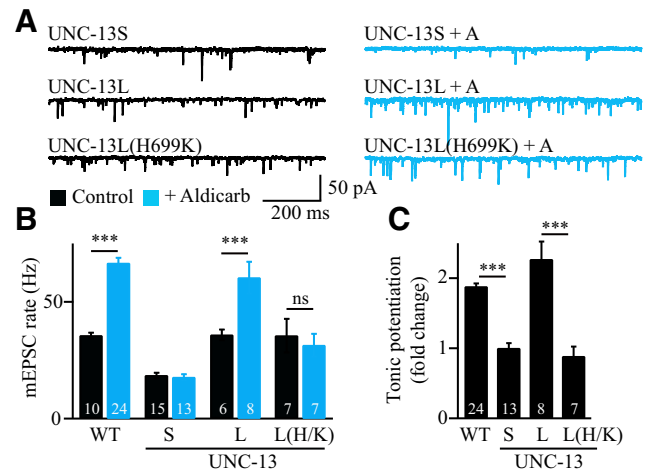 A
UNC-13S
UNC-13S + A
UNC-13L
UNC-13L + A
UNC-13L(H699K)
UNC-13L(H699K) + A
Control + Aldicarb
50 pA
200 ms
B
mEPSC rate (Hz)
50
0
***
***
ns
10 24 15 13 6 8 7 7
WT S L L(H/K)
UNC-13
C
Tonic potentiation
(fold change)
2
1
0
***
***
24 13 8 7
WT S L L(H/K)
UNC-13